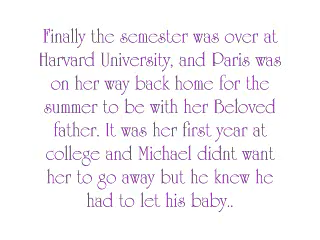 Finally the semester was over at
Harvard University, and Paris was
on her way back home for the
summer to be with her Beloved
father. It was her first year at
college and Michael didnt want
her to go away but he knew he
had to let his baby..